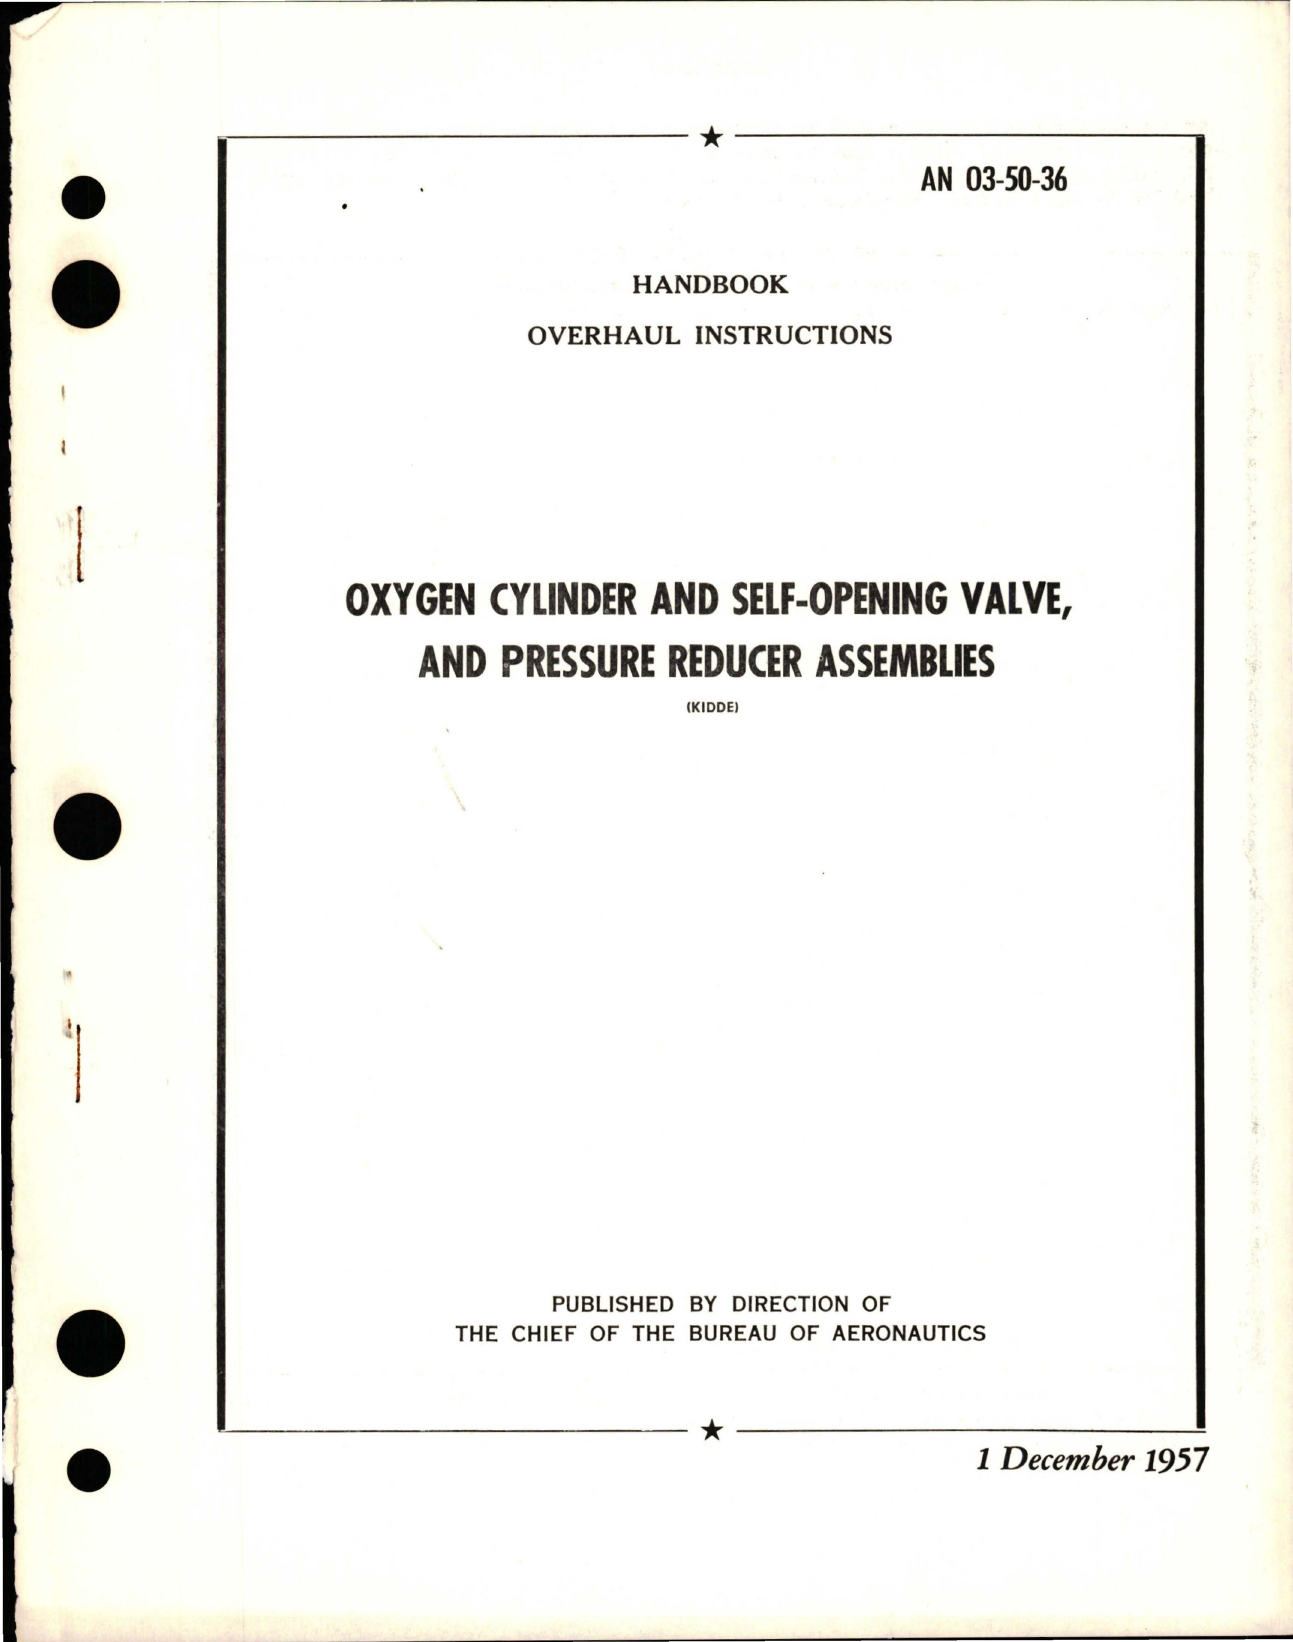 AN 03-50-36
HANDBOOK
OVERHAUL INSTRUCTIONS
OXYGEN CYLINDER AND SELF-OPENING VALVE,
AND PRESSURE REDUCER ASSEMBLIES
(KIDDE)
PUBLISHED BY DIRECTION OF
THE CHIEF OF THE BUREAU OF AERONAUTICS
1 December 1957